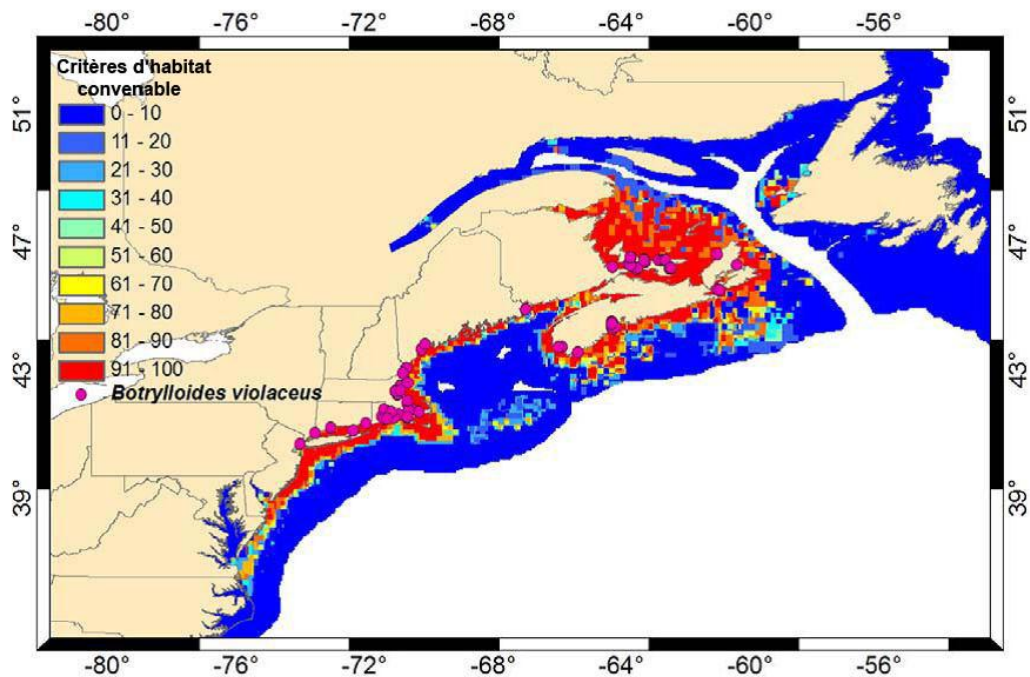 -80° -76° -72° -68° -64° -60° -56°
Critères d'habitat
convenable
0 - 10
11 - 20
21 - 30
31 - 40
41 - 50
51 - 60
61 - 70
71 - 80
81 - 90
91 - 100
Botrylloides violaceus
51°
47°
43°
39°
51°
47°
43°
39°
-80° -76° -72° -68° -64° -60° -56°